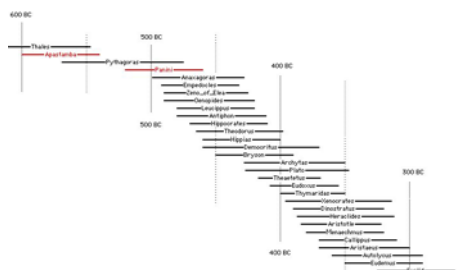 600 BC
Thales
Apastamba
500 BC
Pythagoras
Panini
400 BC
Anaxagoras
Empedocles
Zeno_of_Elea
Oenopides
Leucippus
Antiphon
500 BC
Hippocrates
Theodorus
Hippias
Democritus
Bryson
Archytas
Plato
Theaetetus
Eudoxus
300 BC
Thymaridas
Xenocrates
Dinostratus
Heraclides
Aristotle
Menaechmus
Callippus
400 BC
Aristaeus
Autolycus
Eudemus